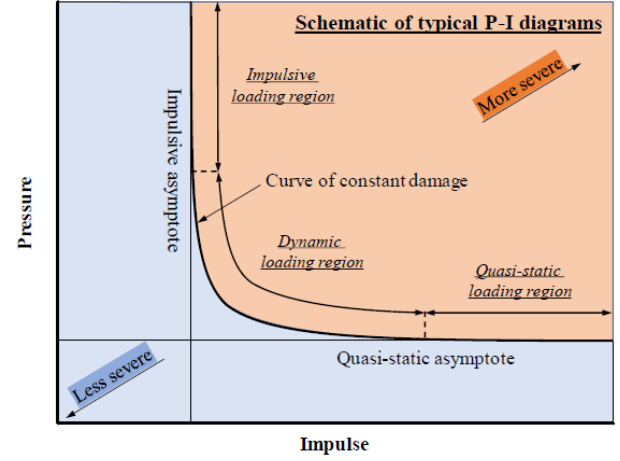 Schematic of typical P-I diagrams
Impulsive
loading region
More severe
Impulsive asymptote
Curve of constant damage
Pressure
Dynamic
loading region
Quasi-static
loading region
Quasi-static asymptote
Less severe
Impulse